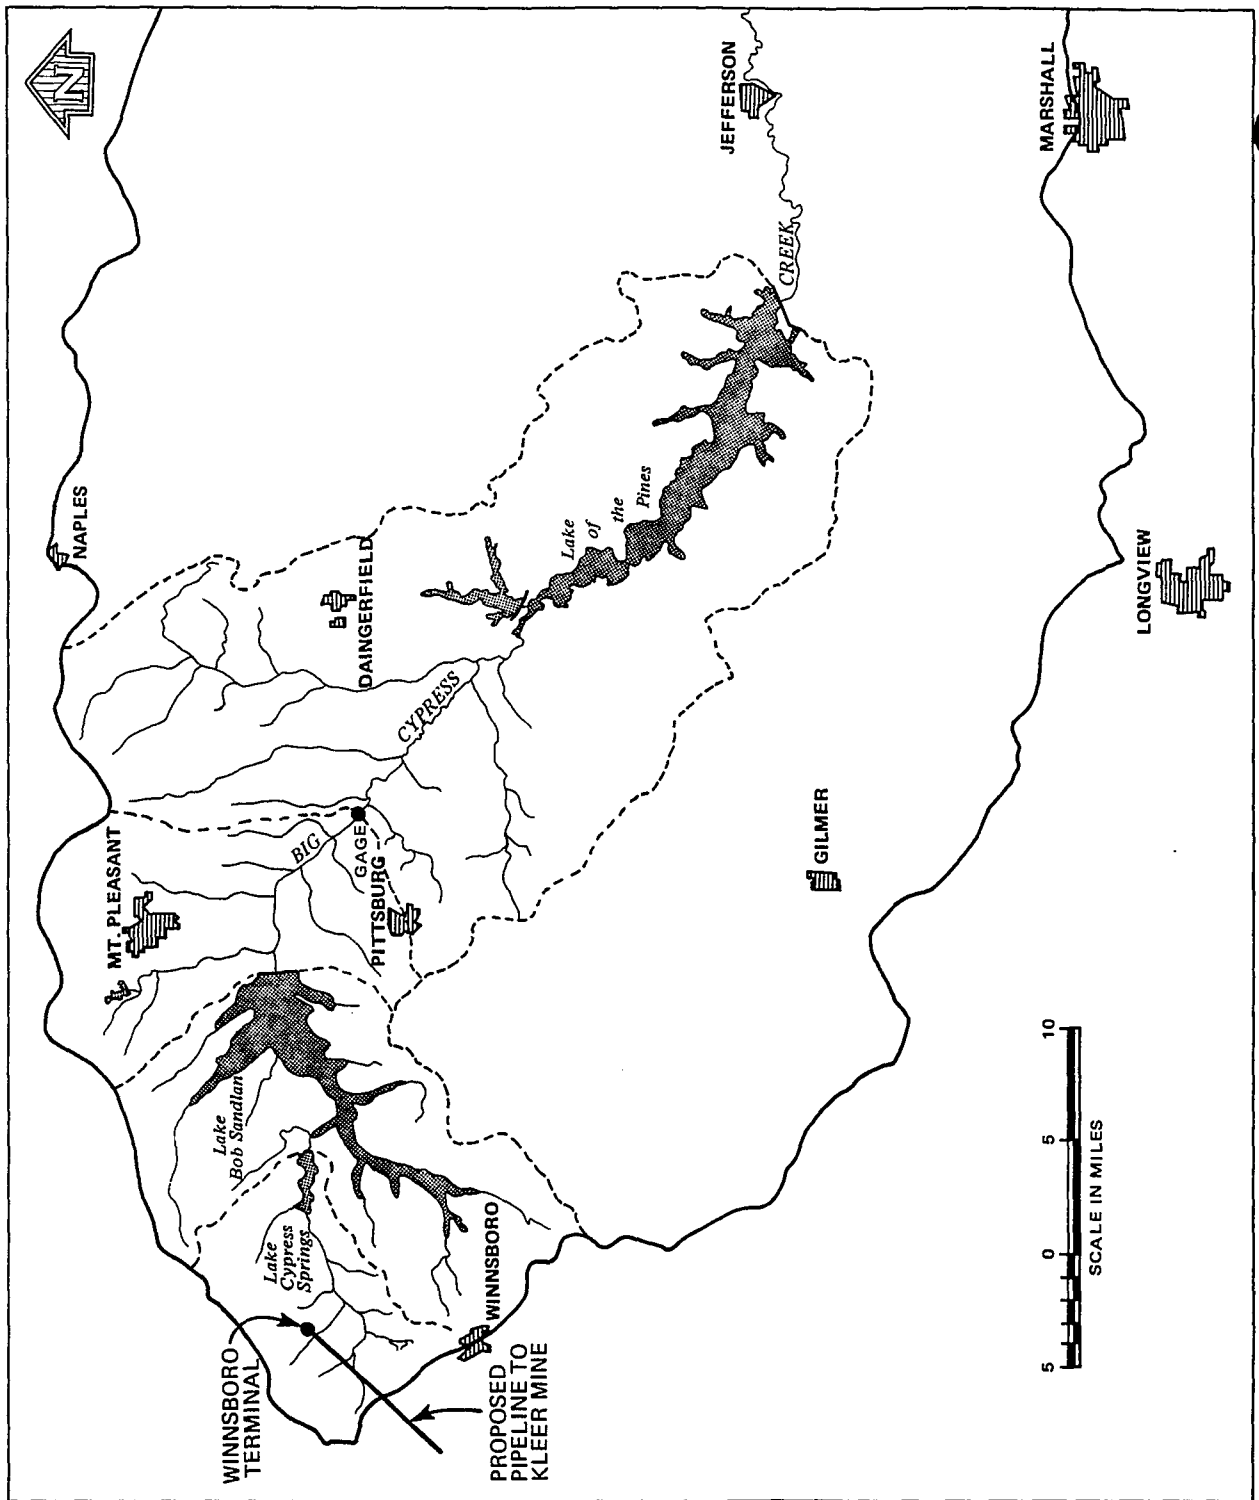 N
NAPLES
MT. PLEASANT
DAINGERFIELD
JEFFERSON
MARSHALL
WINNSBORO
TERMINAL
Lake
Bob Sandlan
Lake
Cypress
Springs
BIG
GAGE
PITTSBURG
CYPRESS
Lake
of
the
Pines
CREEK
WINNSBORO
PROPOSED
PIPELINE TO
KLEER MINE
GILMER
LONGVIEW
5 0 5 10
SCALE IN MILES